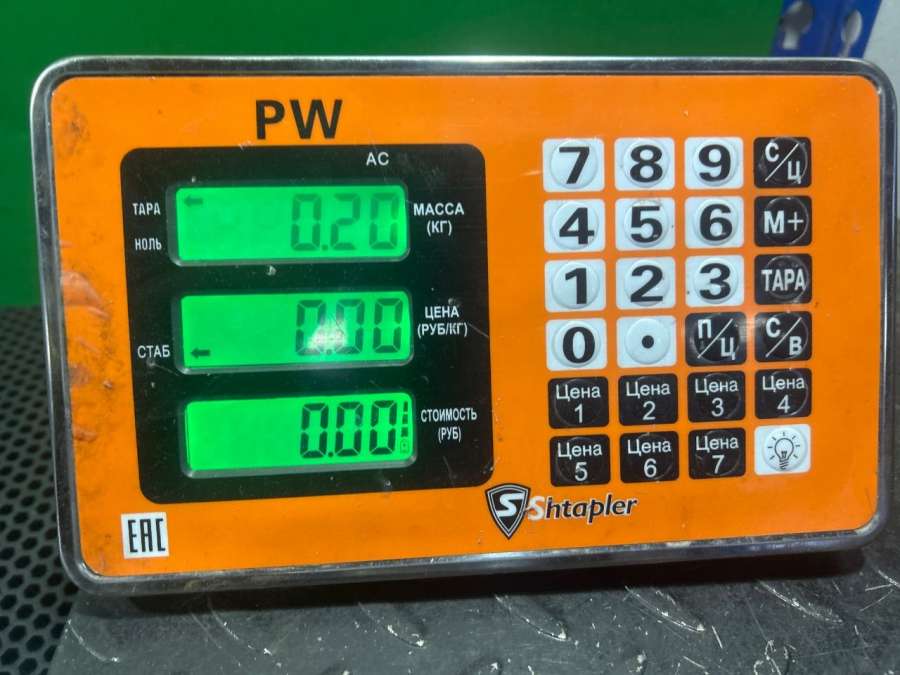 PW
AC
ТАРА
НОЛЬ
0.20
МАССА
(КГ)
СТАБ
0.00
ЦЕНА
(РУБ/КГ)
0.00
СТОИМОСТЬ
(РУБ)
7 8 9 С/Ц
4 5 6 М+
1 2 3 ТАРА
0 . П/Ц С/В
Цена 1 Цена 2 Цена 3 Цена 4
Цена 5 Цена 6 Цена 7
S Shtapler
EAC